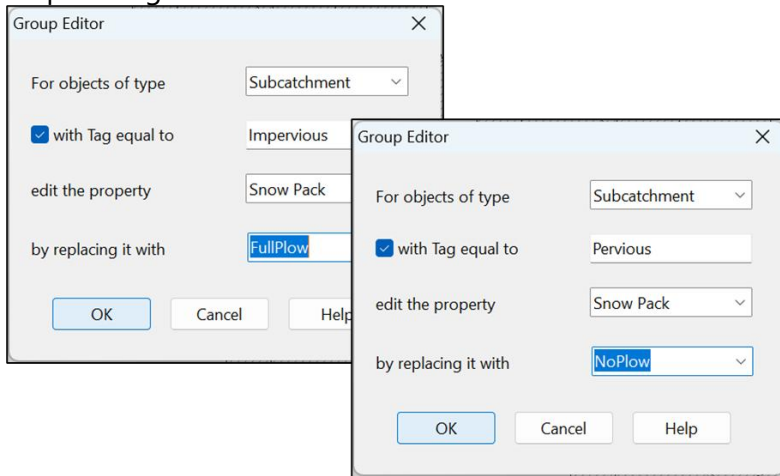 Group Editor
For objects of type Subcatchment
with Tag equal to Impervious
edit the property Snow Pack
by replacing it with FullPlow
OK Cancel Help
Group Editor
For objects of type Subcatchment
with Tag equal to Pervious
edit the property Snow Pack
by replacing it with NoPlow
OK Cancel Help